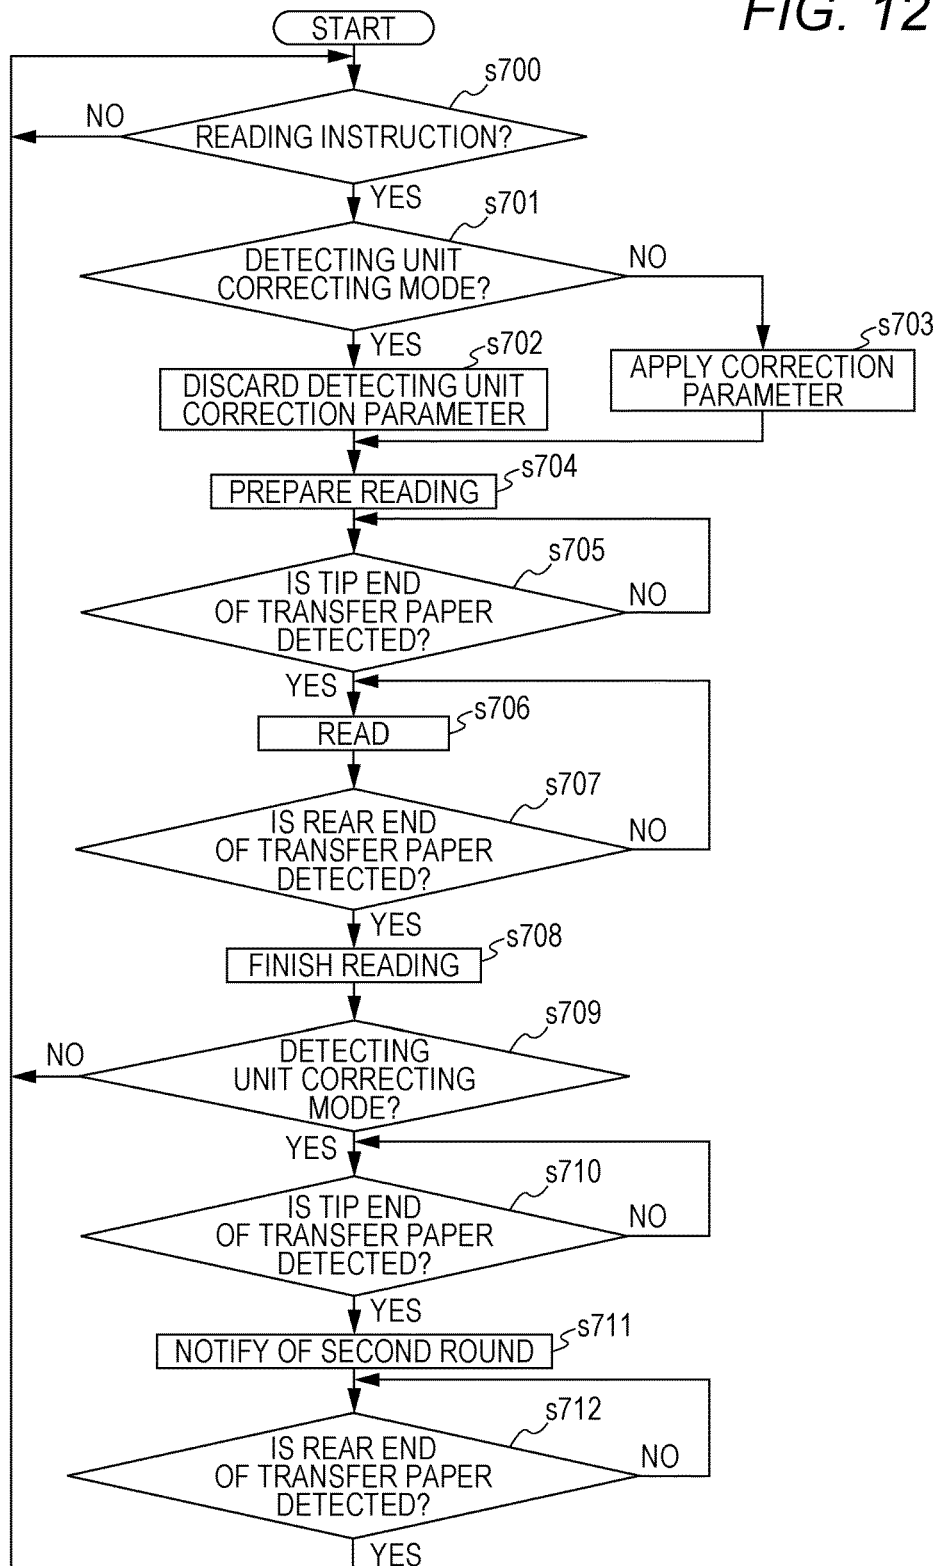 FIG. 12
START
s700
NO
READING INSTRUCTION?
YES
s701
DETECTING UNIT
CORRECTING MODE?
NO
YES
s702
s703
DISCARD DETECTING UNIT
CORRECTION PARAMETER
APPLY CORRECTION
PARAMETER
s704
PREPARE READING
s705
IS TIP END
OF TRANSFER PAPER
DETECTED?
NO
YES
s706
READ
s707
IS REAR END
OF TRANSFER PAPER
DETECTED?
NO
YES
s708
FINISH READING
s709
NO
DETECTING
UNIT CORRECTING
MODE?
YES
s710
IS TIP END
OF TRANSFER PAPER
DETECTED?
NO
YES
s711
NOTIFY OF SECOND ROUND
s712
IS REAR END
OF TRANSFER PAPER
DETECTED?
NO
YES